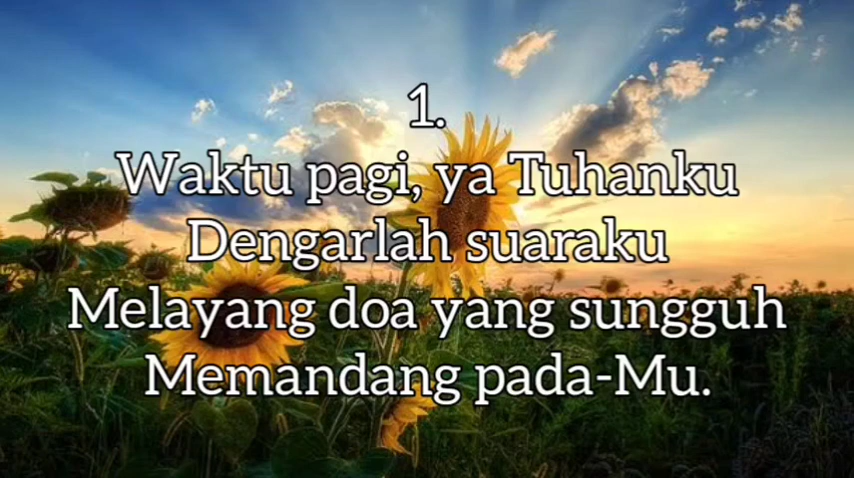 1.
Waktu pagi, ya Tuhanku
Dengarlah suaraku
Melayang doa yang sungguh
Memandang pada-Mu.